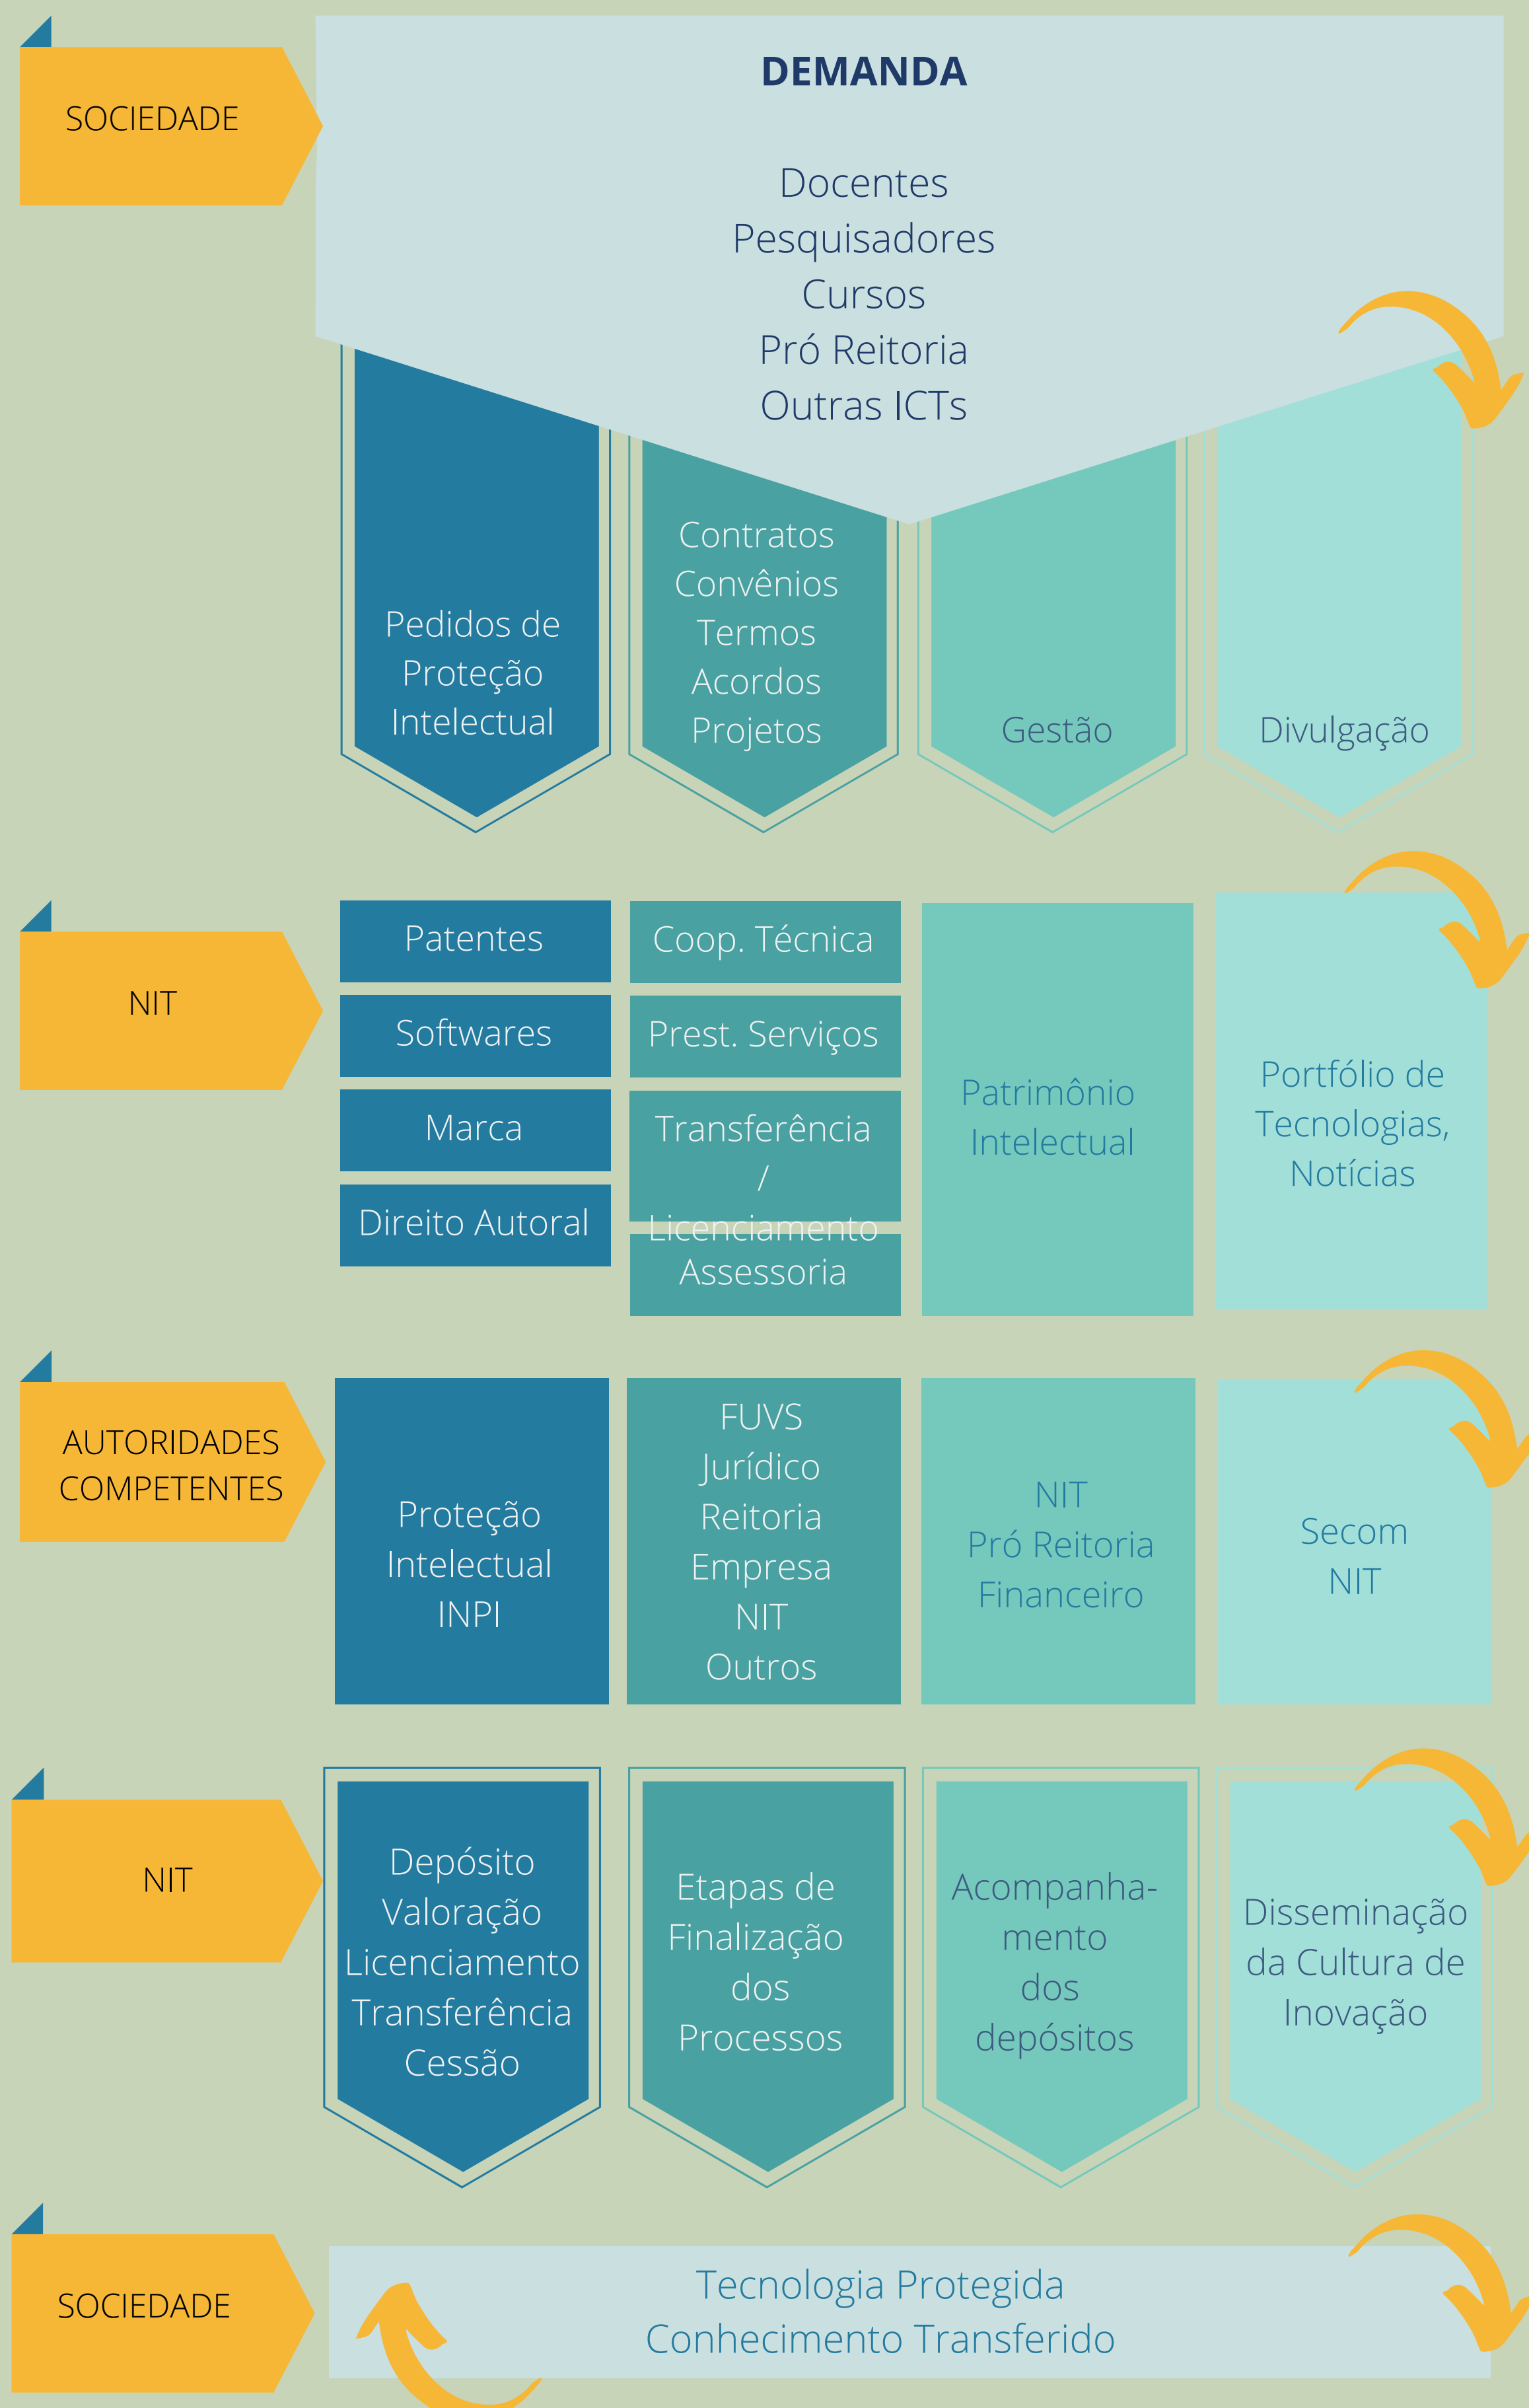 SOCIEDADE
DEMANDA
Docentes
Pesquisadores
Cursos
Pró Reitoria
Outras ICTs
Pedidos de
Proteção
Intelectual
Contratos
Convênios
Termos
Acordos
Projetos
Gestão
Divulgação
NIT
Patentes
Softwares
Marca
Direito Autoral
Coop. Técnica
Prest. Serviços
Transferência
/
Licenciamento
Assessoria
Patrimônio
Intelectual
Portfólio de
Tecnologias,
Notícias
AUTORIDADES
COMPETENTES
Proteção
Intelectual
INPI
FUVS
Jurídico
Reitoria
Empresa
NIT
Outros
NIT
Pró Reitoria
Financeiro
Secom
NIT
NIT
Depósito
Valoração
Licenciamento
Transferência
Cessão
Etapas de
Finalização
dos
Processos
Acompanha-
mento
dos
depósitos
Disseminação
da Cultura de
Inovação
SOCIEDADE
Tecnologia Protegida
Conhecimento Transferido